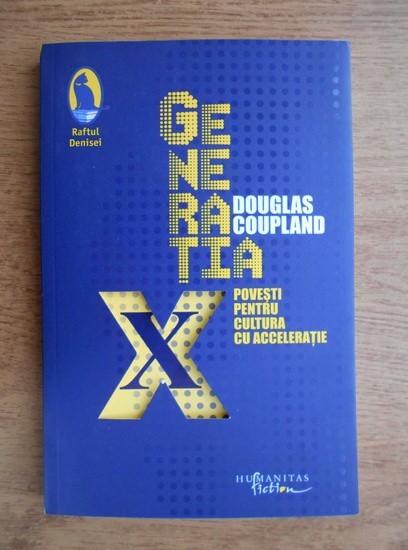 Raftul
Denisei
GE
NE
RA
TIA
X
DOUGLAS
COUPLAND
POVEȘTI
PENTRU
CULTURA
CU ACCELERAȚIE
X
HUMANITAS
fiction